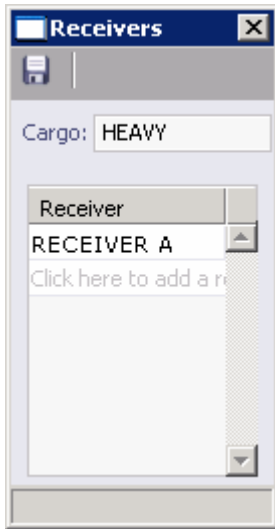 Receivers
Cargo: HEAVY
Receiver
RECEIVER A
Click here to add a r